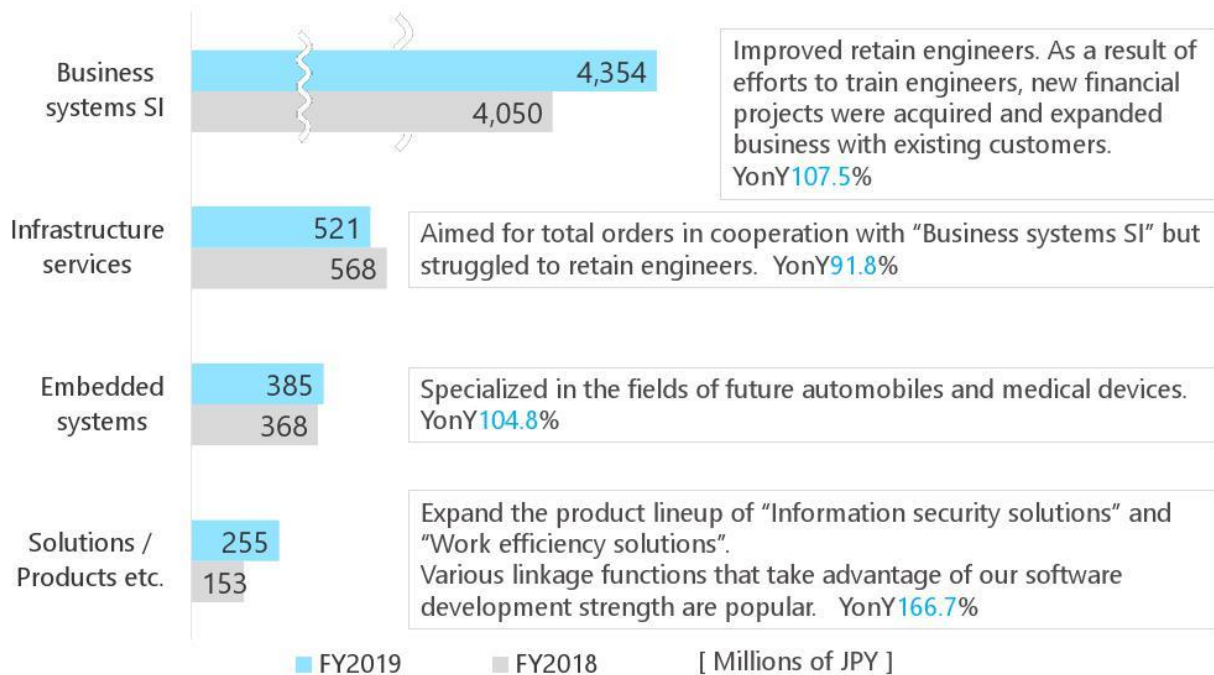 Business
systems SI
4,354
4,050
Improved retain engineers. As a result of
efforts to train engineers, new financial
projects were acquired and expanded
business with existing customers.
YonY107.5%
Infrastructure
services
521
568
Aimed for total orders in cooperation with “Business systems SI” but
struggled to retain engineers. YonY91.8%
Embedded
systems
385
368
Specialized in the fields of future automobiles and medical devices.
YonY104.8%
Solutions /
Products etc.
255
153
Expand the product lineup of “Information security solutions” and
“Work efficiency solutions”.
Various linkage functions that take advantage of our software
development strength are popular. YonY166.7%
FY2019 FY2018 [ Millions of JPY ]